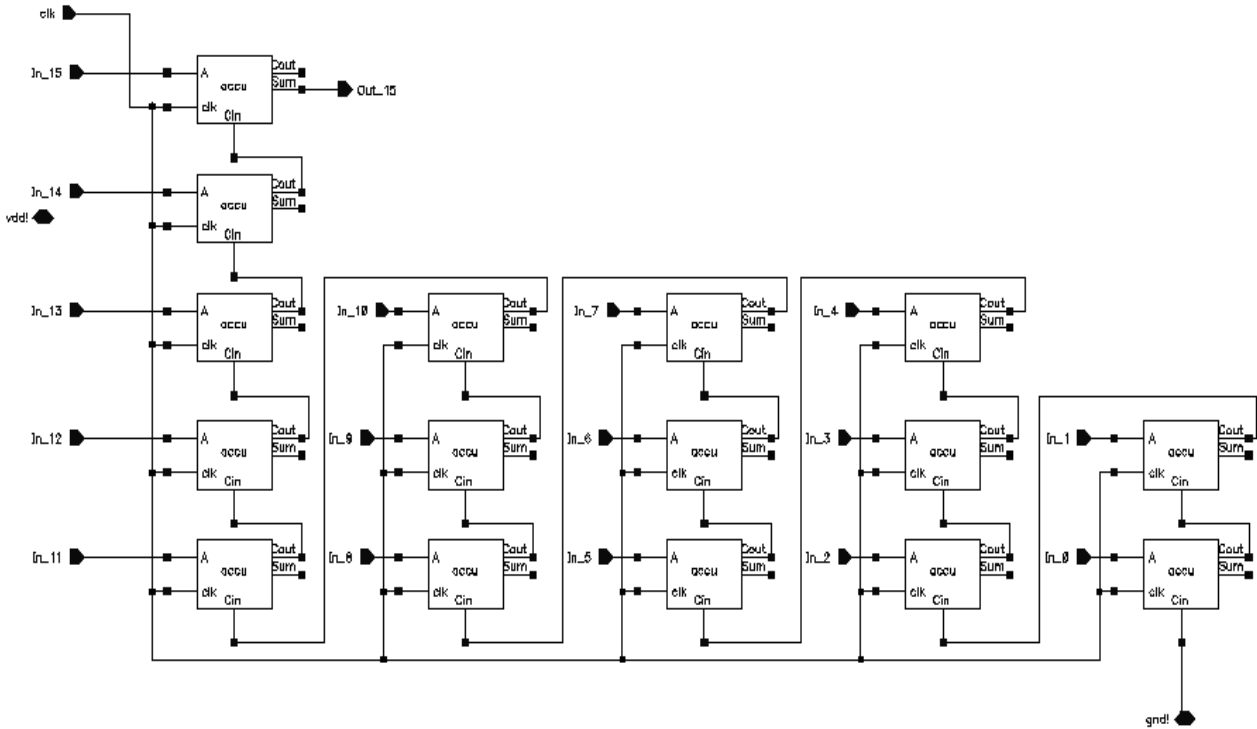 clk
In_15 A accu clk Cin Cout Sum Out_15
In_14 A accu clk Cin Cout Sum
vdd!
In_13 A accu clk Cin Cout Sum
In_10 A accu clk Cin Cout Sum
In_7 A accu clk Cin Cout Sum
In_4 A accu clk Cin Cout Sum
In_12 A accu clk Cin Cout Sum
In_9 A accu clk Cin Cout Sum
In_6 A accu clk Cin Cout Sum
In_3 A accu clk Cin Cout Sum
In_1 A accu clk Cin Cout Sum
In_11 A accu clk Cin Cout Sum
In_8 A accu clk Cin Cout Sum
In_5 A accu clk Cin Cout Sum
In_2 A accu clk Cin Cout Sum
In_0 A accu clk Cin Cout Sum
gnd!